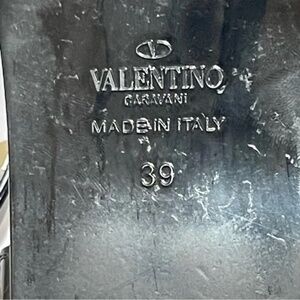 VALENTINO
GARAVANI
MADE IN ITALY
39